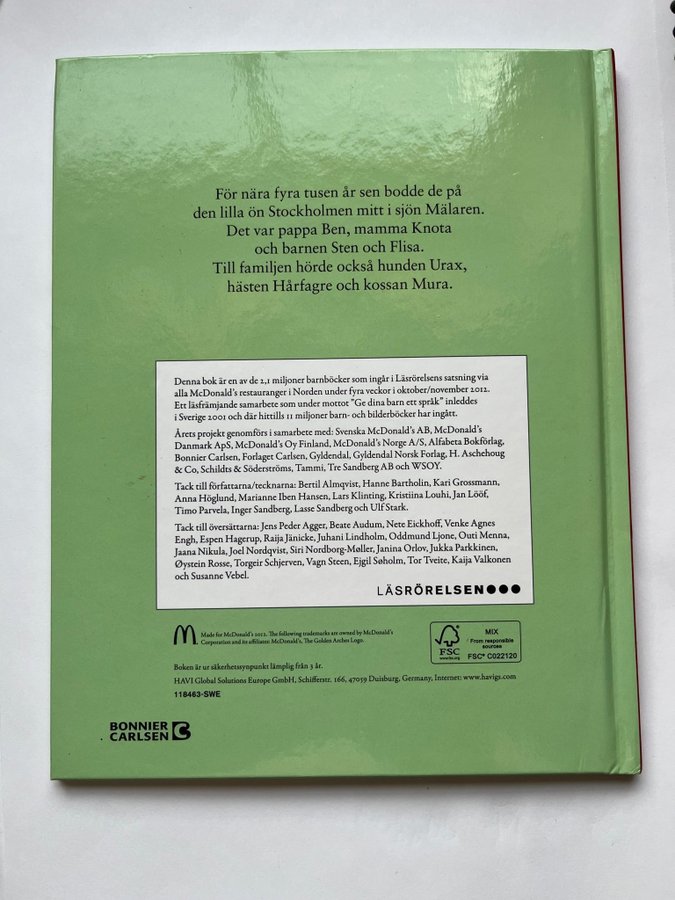 För nära fyra tusen år sen bodde de på
den lilla ön Stockholmen mitt i sjön Mälaren.
Det var pappa Ben, mamma Knota
och barnen Sten och Flisa.
Till familjen hörde också hunden Urax,
hästen Hårfagre och kossan Mura.
Denna bok är en av de 2,1 miljoner barnböcker som ingår i Läsrörelsens satsning via
alla McDonald's restauranger i Norden under fyra veckor i oktober/november 2012.
Ett läsfrämjande samarbete som under mottot "Ge dina barn ett språk" inleddes
i Sverige 2001 och där hittills 11 miljoner barn- och bilderböcker har ingått.
Årets projekt genomförs i samarbete med: Svenska McDonald's AB, McDonald's
Danmark ApS, McDonald's Oy Finland, McDonald's Norge A/S, Alfabeta Bokförlag,
Bonnier Carlsen, Forlaget Carlsen, Gyldendal, Gyldendal Norsk Forlag, H. Aschehoug
& Co, Schildts & Söderströms, Tammi, Tre Sandberg AB och WSOY.
Tack till författarna/tecknarna: Bertil Almqvist, Hanne Bartholin, Kari Grossmann,
Anna Höglund, Marianne Iben Hansen, Lars Klinting, Kristiina Louhi, Jan Lööf,
Timo Parvela, Inger Sandberg, Lasse Sandberg och Ulf Stark.
Tack till översättarna: Jens Peder Agger, Beate Audum, Nete Eickhoff, Venke Agnes
Engh, Espen Hagerup, Raija Jänicke, Juhani Lindholm, Oddmund Ljone, Outi Menna,
Jaana Nikula, Joel Nordqvist, Siri Nordborg-Møller, Janina Orlov, Jukka Parkkinen,
Øystein Rosse, Torgeir Schjerven, Vagn Steen, Ejgil Søholm, Tor Tveite, Kaija Valkonen
och Susanne Vebel.
LÄSRÖRELSEN
Made for McDonald's 2012. The following trademarks are owned by McDonald's
Corporation and its affiliates: McDonald's, The Golden Arches Logo.
FSC
www.fsc.org
MIX
From responsible
sources
FSC® C022120
Boken är ur säkerhetssynpunkt lämplig från 3 år.
HAVI Global Solutions Europe GmbH, Schifferstr. 166, 47059 Duisburg, Germany, Internet: www.havigs.com
118463-SWE
BONNIER
CARLSEN